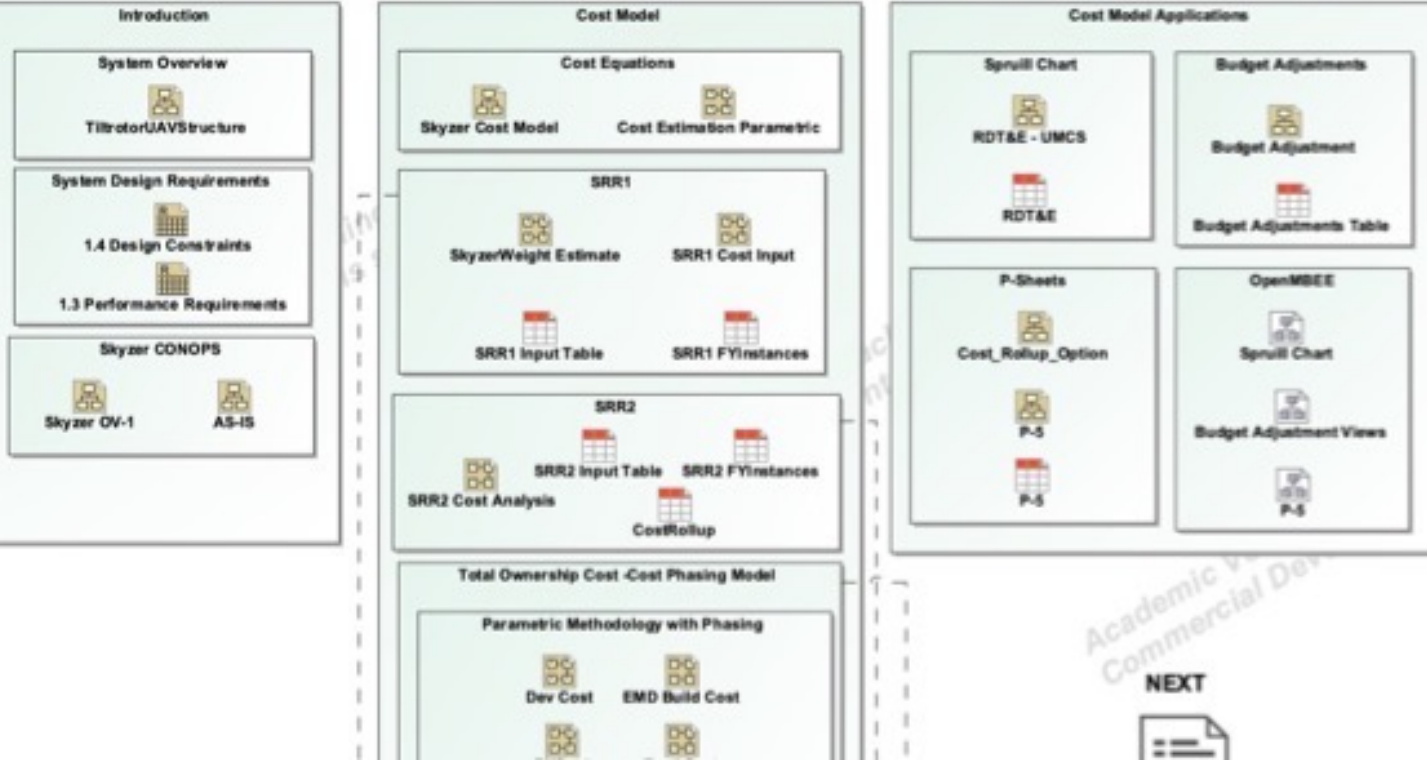 Introduction
System Overview
TiltrotorUAVStructure
System Design Requirements
1.4 Design Constraints
1.3 Performance Requirements
Skyzer CONOPS
Skyzer OV-1
AS-IS
Cost Model
Cost Equations
Skyzer Cost Model
Cost Estimation Parametric
SRR1
SkyzerWeight Estimate
SRR1 Cost Input
SRR1 Input Table
SRR1 FYInstances
SRR2
SRR2 Input Table
SRR2 FYInstances
SRR2 Cost Analysis
CostRollup
Total Ownership Cost -Cost Phasing Model
Parametric Methodology with Phasing
Dev Cost
EMD Build Cost
Cost Model Applications
Spruill Chart
RDT&E - UMCS
RDT&E
Budget Adjustments
Budget Adjustment
Budget Adjustments Table
P-Sheets
Cost_Rollup_Option
P-5
P-5
OpenMBEE
Spruill Chart
Budget Adjustment Views
P-5
Academic
Commercial
NEXT